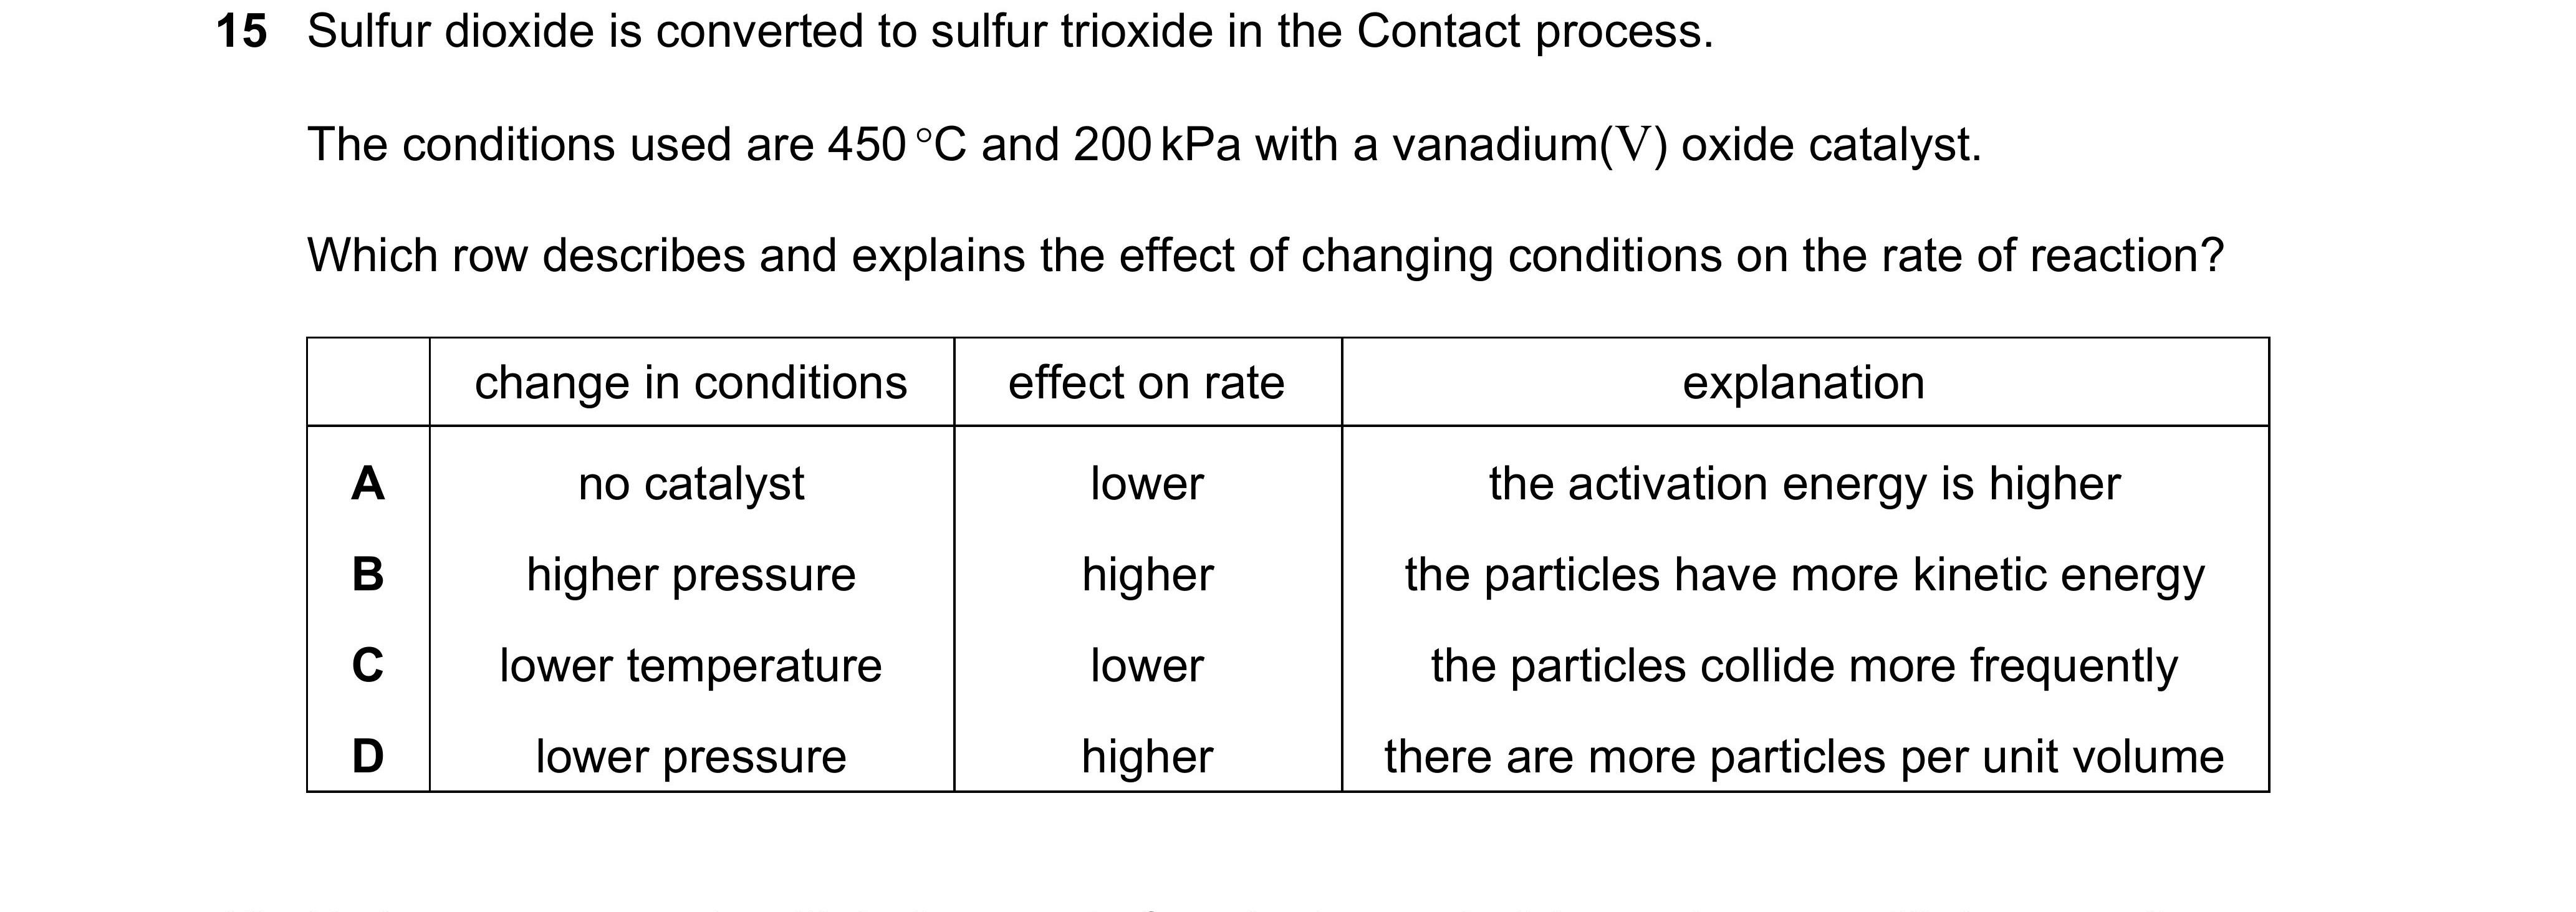 15 Sulfur dioxide is converted to sulfur trioxide in the Contact process.
The conditions used are 450 °C and 200 kPa with a vanadium(V) oxide catalyst.
Which row describes and explains the effect of changing conditions on the rate of reaction?
change in conditions effect on rate explanation
A no catalyst lower the activation energy is higher
B higher pressure higher the particles have more kinetic energy
C lower temperature lower the particles collide more frequently
D lower pressure higher there are more particles per unit volume